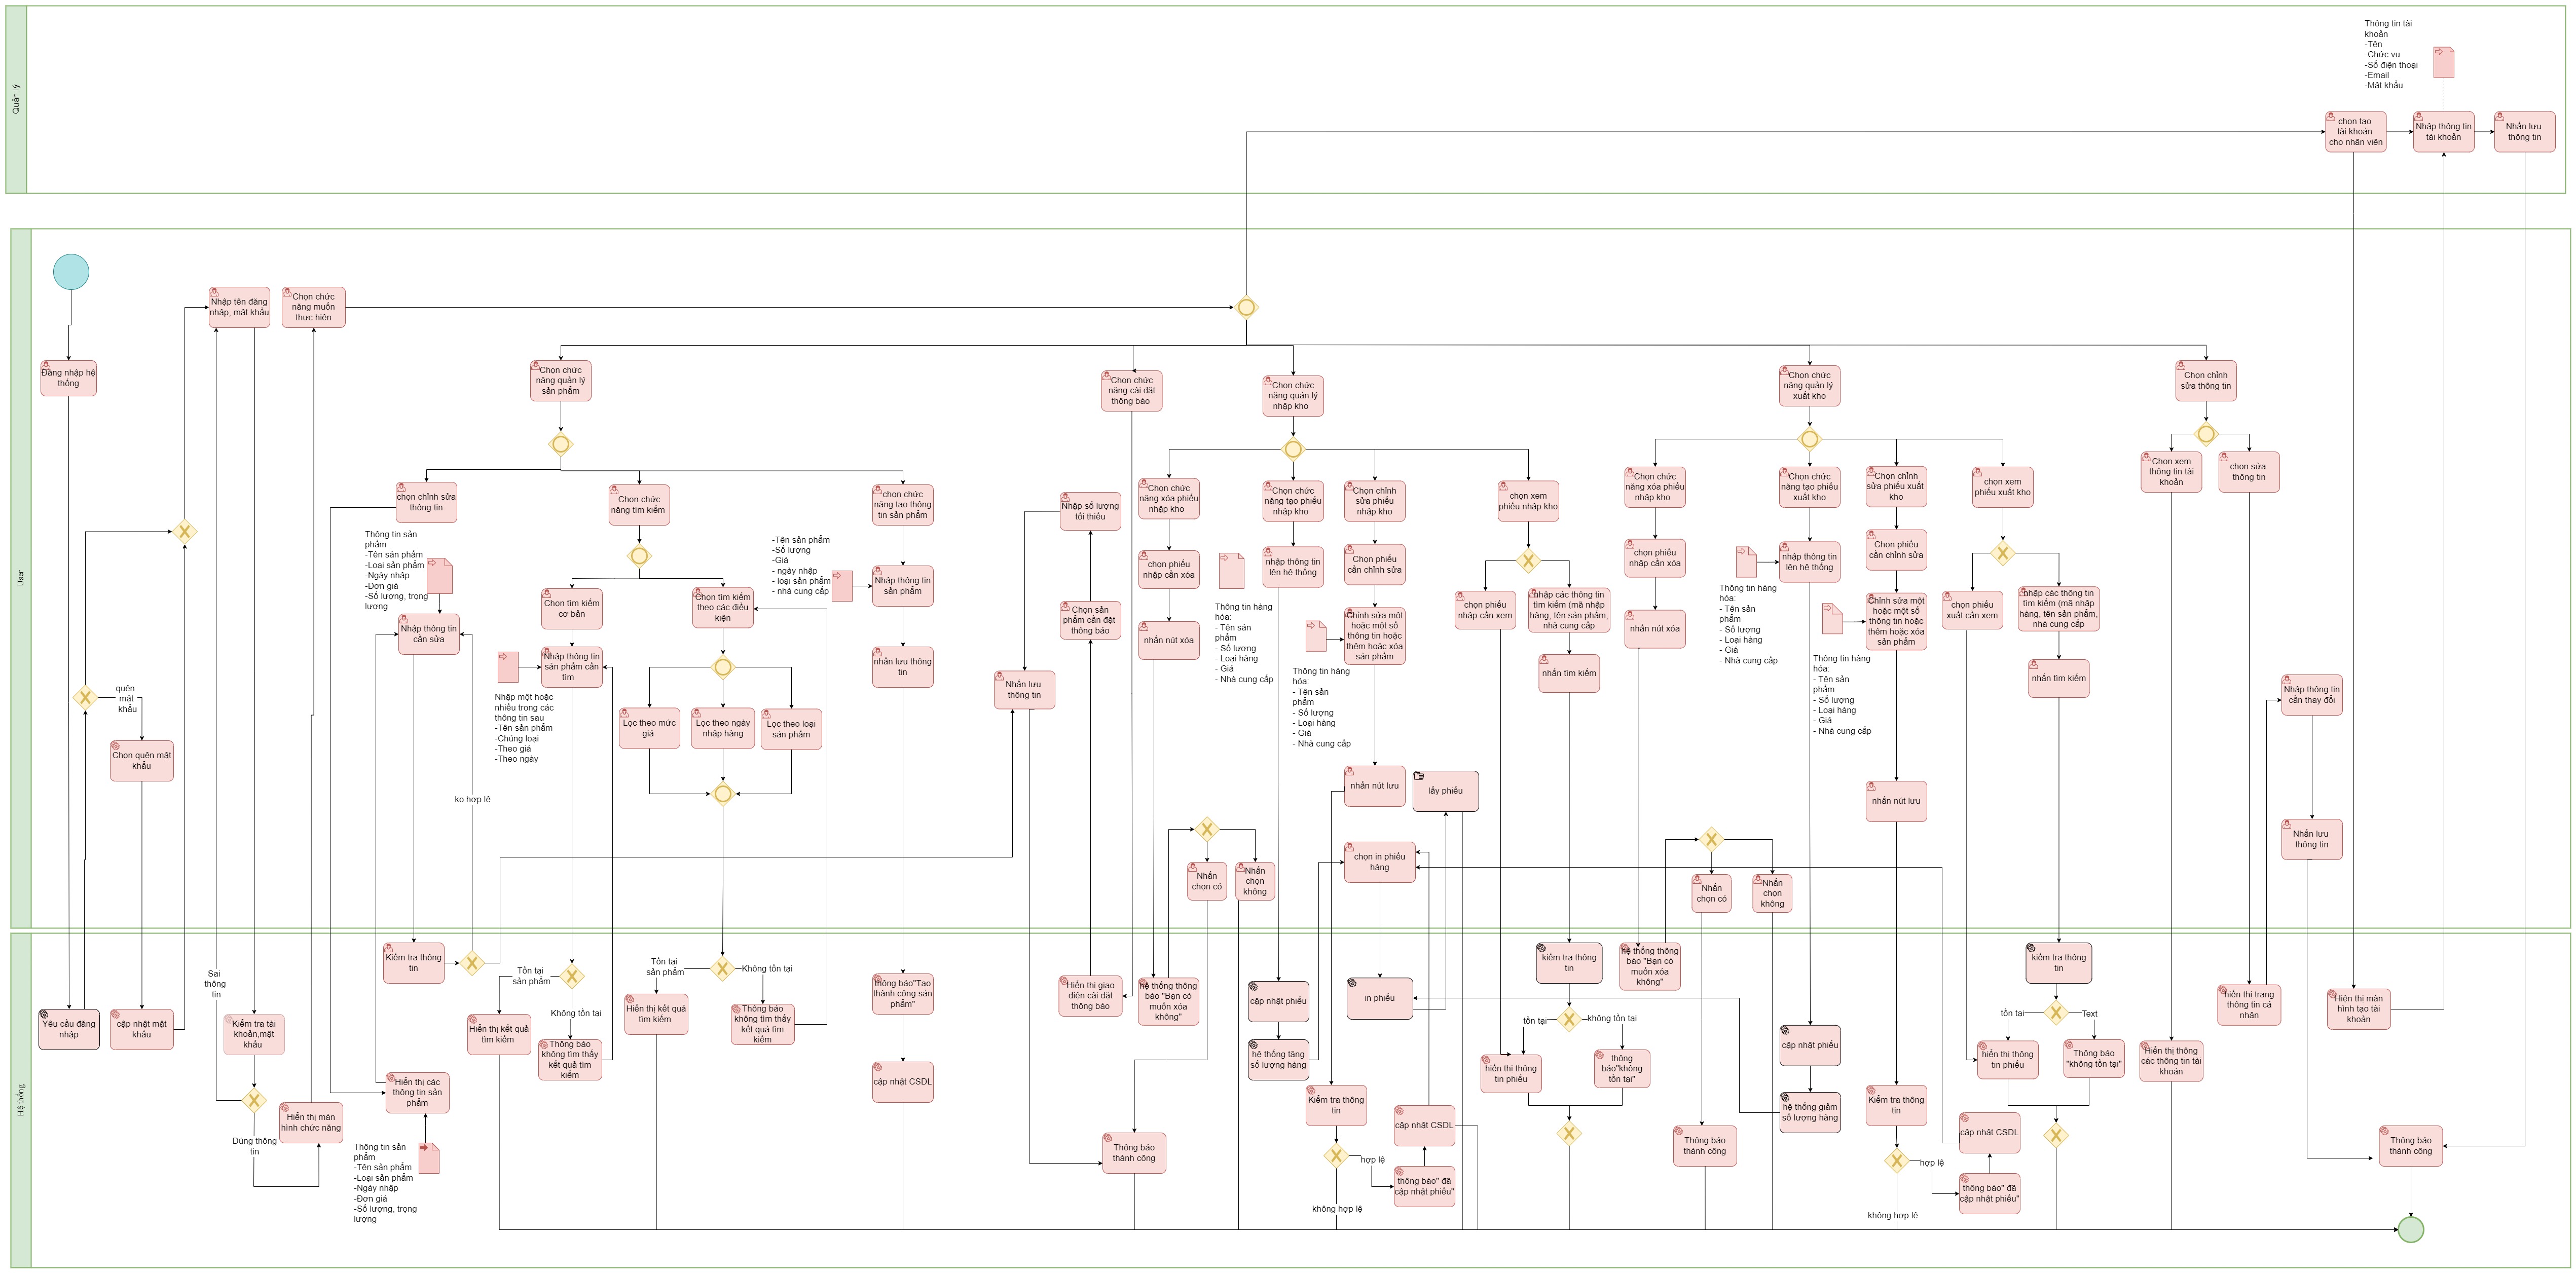 Thông tin tài
khoản
-Tên
-Chức vụ
-Số điện thoại
-Email
-Mật khẩu
Quản lý
chọn tạo
tài khoản
cho nhân viên
Nhập thông tin
tài khoản
Nhấn lưu
thông tin
User
Nhập tên đăng
nhập, mật khẩu
Chọn chức
năng muốn
thực hiện
Đăng nhập hệ
thống
Chọn chức
năng quản lý
sản phẩm
Chọn chức
năng cài đặt
thông báo
Chọn chức
năng quản lý
nhập kho
Chọn chức
năng quản lý
xuất kho
Chọn chỉnh
sửa thông tin
chọn chỉnh sửa
thông tin
Chọn chức
năng tìm kiếm
chọn chức
năng tạo thông
tin sản phẩm
Nhập số lượng
tối thiểu
Chọn chức
năng xóa phiếu
nhập kho
Chọn chức
năng tạo phiếu
nhập kho
Chọn chỉnh
sửa phiếu
nhập kho
chọn xem
phiếu nhập kho
Chọn chức
năng xóa phiếu
nhập kho
Chọn chức
năng tạo phiếu
xuất kho
Chọn chỉnh
sửa phiếu xuất
kho
chọn xem
phiếu xuất kho
Chọn xem
thông tin tài
khoản
chọn sửa
thông tin
Thông tin sản
phẩm
-Tên sản phẩm
-Loại sản phẩm
-Ngày nhập
-Đơn giá
-Số lượng, trọng
lượng
-Tên sản phẩm
-Số lượng
-Giá
- ngày nhập
- loại sản phẩm
- nhà cung cấp
Nhập thông tin
sản phẩm
chọn phiếu
nhập cần xóa
nhập thông tin
lên hệ thống
Chọn phiếu
cần chỉnh sửa
chọn phiếu
nhập cần xóa
nhập thông tin
lên hệ thống
Chọn phiếu
cần chỉnh sửa
Chọn tìm kiếm
cơ bản
Chọn tìm kiếm
theo các điều
kiện
Chọn sản
phẩm cần đặt
thông báo
Thông tin hàng
hóa:
- Tên sản
phẩm
- Số lượng
- Loại hàng
- Giá
- Nhà cung cấp
Chỉnh sửa một
hoặc một số
thông tin hoặc
thêm hoặc xóa
sản phẩm
chọn phiếu
nhập cần xem
nhập các thông tin
tìm kiếm (mã nhập
hàng, tên sản phẩm,
nhà cung cấp
Thông tin hàng
hóa:
- Tên sản
phẩm
- Số lượng
- Loại hàng
- Giá
- Nhà cung cấp
Chỉnh sửa một
hoặc một số
thông tin hoặc
thêm hoặc xóa
sản phẩm
chọn phiếu
xuất cần xem
nhập các thông tin
tìm kiếm (mã nhập
hàng, tên sản phẩm,
nhà cung cấp
Nhập thông tin
cần sửa
nhấn nút xóa
nhấn nút xóa
Nhập thông tin
sản phẩm cần
tìm
nhấn lưu thông
tin
nhấn tìm kiếm
nhấn tìm kiếm
Nhấn lưu
thông tin
Thông tin hàng
hóa:
- Tên sản
phẩm
- Số lượng
- Loại hàng
- Giá
- Nhà cung cấp
Thông tin hàng
hóa:
- Tên sản
phẩm
- Số lượng
- Loại hàng
- Giá
- Nhà cung cấp
Nhập thông tin
cần thay đổi
quên
mật
khẩu
Nhập một hoặc
nhiều trong các
thông tin sau
-Tên sản phẩm
-Chủng loại
-Theo giá
-Theo ngày
Lọc theo mức
giá
Lọc theo ngày
nhập hàng
Lọc theo loại
sản phẩm
Chọn quên mật
khẩu
nhấn nút lưu
lấy phiếu
nhấn nút lưu
ko hợp lệ
Nhấn lưu
thông tin
chọn in phiếu
hàng
Nhấn
chọn có
Nhấn
chọn
không
Nhấn
chọn có
Nhấn
chọn
không
Hệ thống
Kiểm tra thông
tin
kiểm tra thông
tin
hệ thống thông
báo "Bạn có
muốn xóa
không"
kiểm tra thông
tin
Sai
thông
tin
Tồn tại
sản phẩm
Tồn tại
sản phẩm
Không tồn tại
thông báo"Tạo
thành công sản
phẩm"
Hiển thị giao
diện cài đặt
thông báo
hệ thống thông
báo "Bạn có
muốn xóa
không"
cập nhật phiếu
in phiếu
hiển thị trang
thông tin cá
nhân
Hiện thị màn
hình tạo tài
khoản
Yêu cầu đăng
nhập
cập nhật mật
khẩu
Kiểm tra tài
khoản,mật
khẩu
Hiển thị kết quả
tìm kiếm
Không tồn tại
Hiển thị kết quả
tìm kiếm
Thông báo
không tìm thấy
kết quả tìm
kiếm
tồn tại
không tồn tại
tồn tại
Text
Thông báo
không tìm thấy
kết quả tìm
kiếm
hệ thống tăng
số lượng hàng
cập nhật phiếu
hiển thị thông
tin phiếu
thông
báo"không
tồn tại"
hiển thị thông
tin phiếu
Thông báo
"không tồn tại"
Hiển thị thông
các thông tin tài
khoản
Hiển thị các
thông tin sản
phẩm
cập nhật CSDL
Hiển thị màn
hình chức năng
Kiểm tra thông
tin
cập nhật CSDL
hệ thống giảm
số lượng hàng
Kiểm tra thông
tin
cập nhật CSDL
Đúng thông
tin
Thông tin sản
phẩm
-Tên sản phẩm
-Loại sản phẩm
-Ngày nhập
-Đơn giá
-Số lượng, trọng
lượng
Thông báo
thành công
Thông báo
thành công
Thông báo
thành công
hợp lệ
thông báo" đã
cập nhật phiếu"
hợp lệ
thông báo" đã
cập nhật phiếu"
không hợp lệ
không hợp lệ